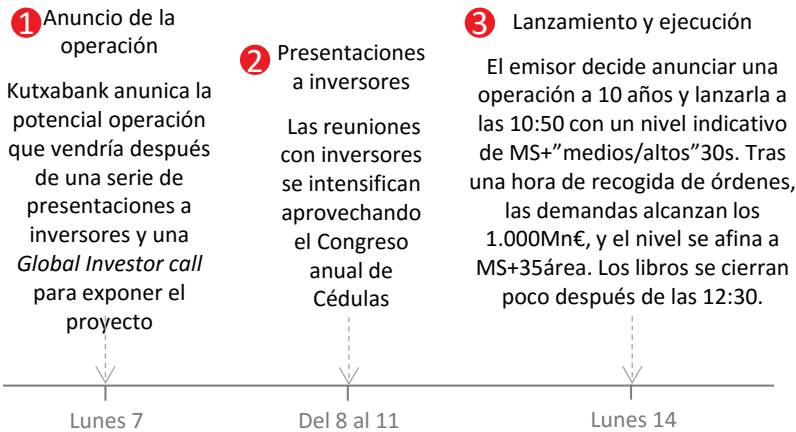 1 Anuncio de la
operación
Kutxabank anunica la
potencial operación
que vendría después
de una serie de
presentaciones a
inversores y una
Global Investor call
para exponer el
proyecto
2 Presentaciones
a inversores
Las reuniones
con inversores
se intensifican
aprovechando
el Congreso
anual de
Cédulas
3 Lanzamiento y ejecución
El emisor decide anunciar una
operación a 10 años y lanzarla a
las 10:50 con un nivel indicativo
de MS+”medios/altos”30s. Tras
una hora de recogida de órdenes,
las demandas alcanzan los
1.000Mn€, y el nivel se afina a
MS+35área. Los libros se cierran
poco después de las 12:30.
Lunes 7
Del 8 al 11
Lunes 14